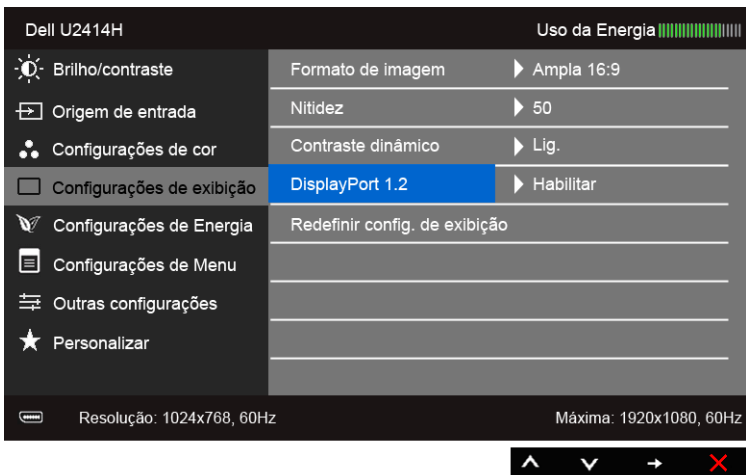 Dell U2414H Uso da Energia
Brilho/contraste Formato de imagem Ampla 16:9
Origem de entrada Nitidez 50
Configurações de cor Contraste dinâmico Lig.
Configurações de exibição DisplayPort 1.2 Habilitar
Configurações de Energia Redefinir config. de exibição
Configurações de Menu
Outras configurações
Personalizar
Resolução: 1024x768, 60Hz Máxima: 1920x1080, 60Hz